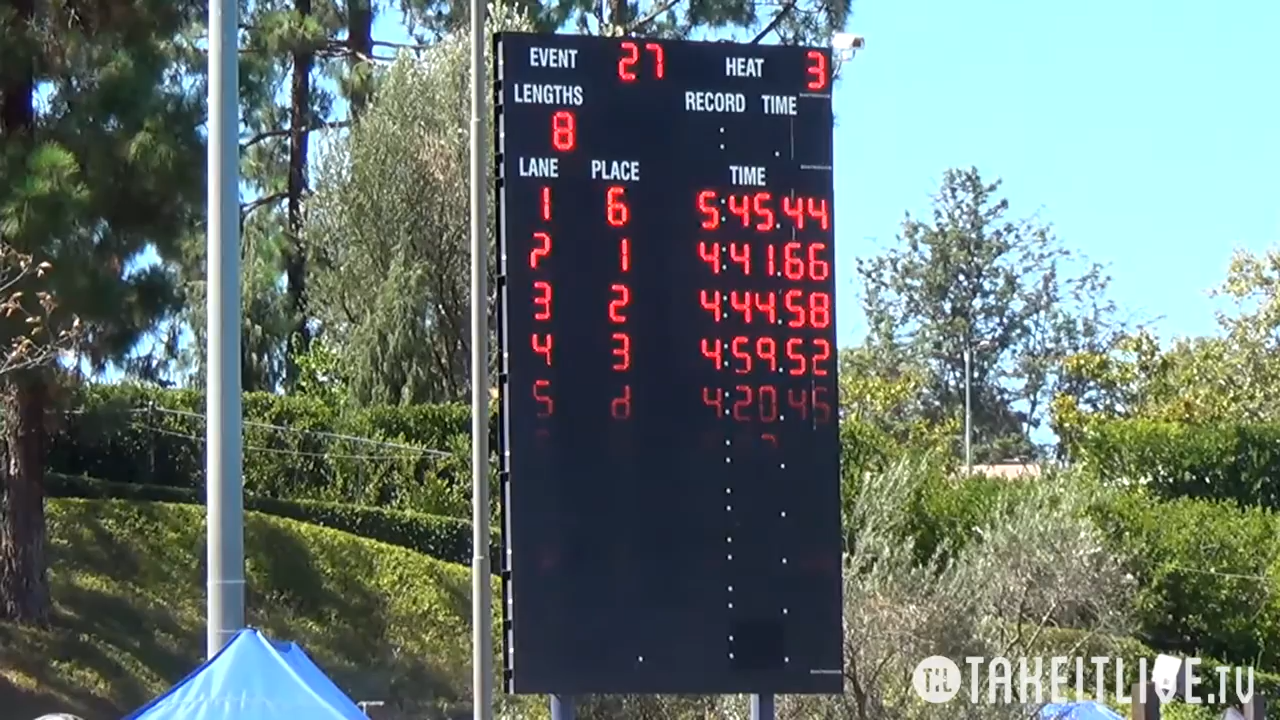 EVENT 27 HEAT 3
LENGTHS RECORD TIME
8
LANE PLACE TIME
1 6 5:45.44
2 1 4:41.66
3 2 4:44.58
4 3 4:59.52
5 4:20.45
THL TAKEITLIVE.TV